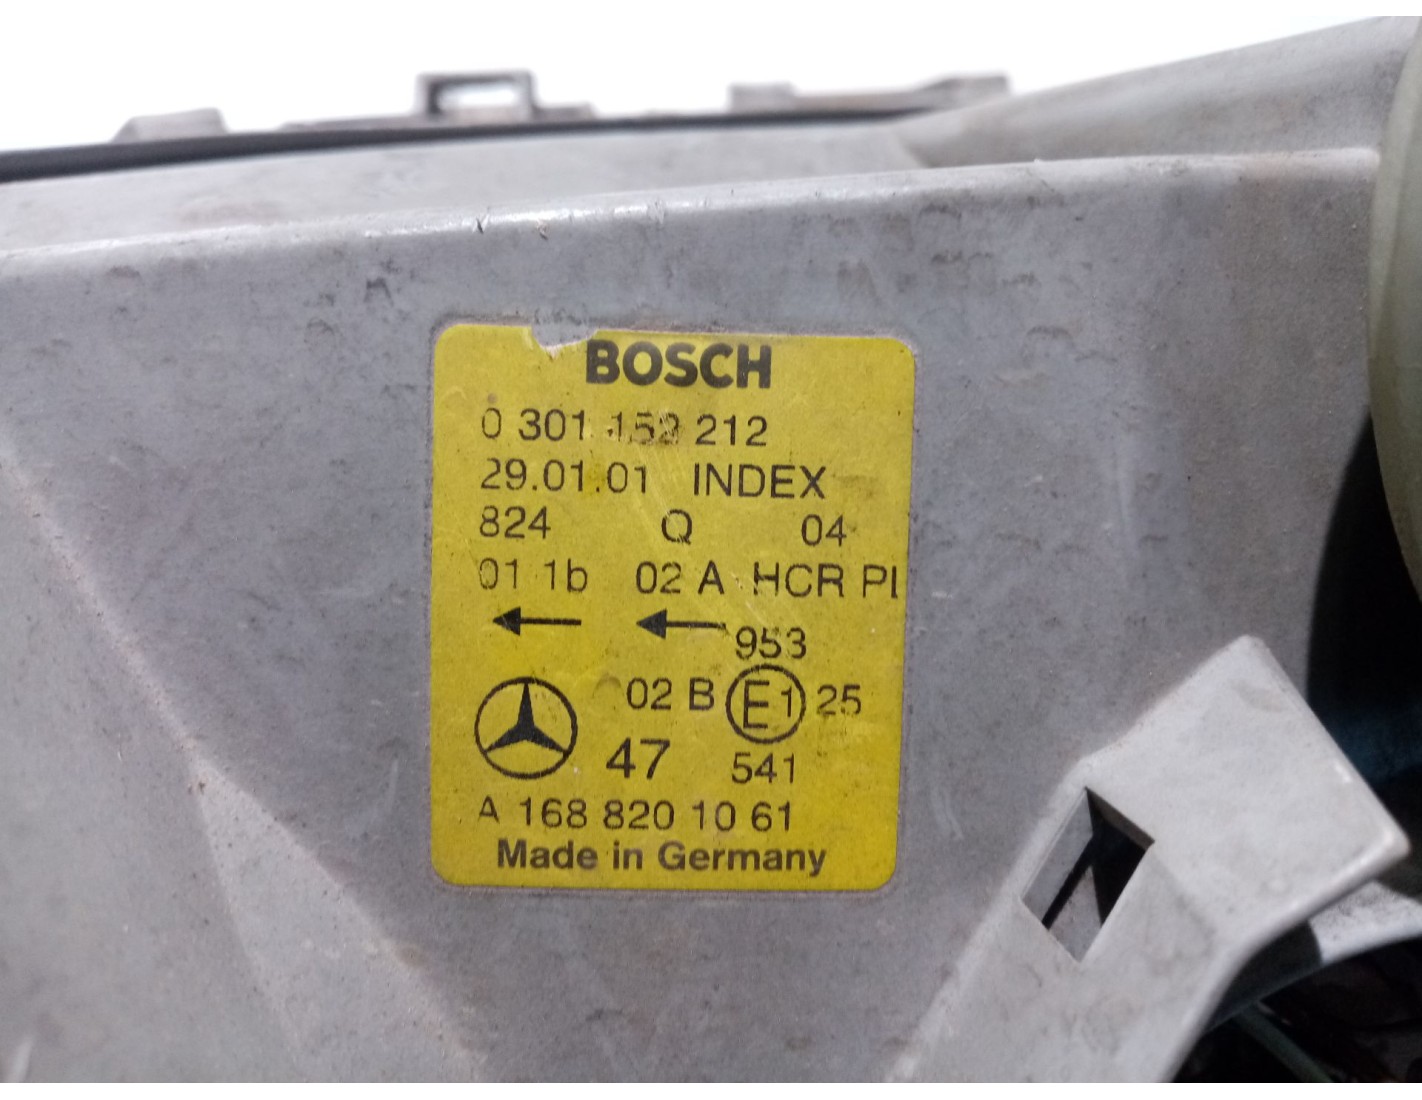 BOSCH
0 301 152 212
29.01.01 INDEX
824 Q 04
01 1b 02 A HCR PL
953
02 B E1 25
47 541
A 168 820 10 61
Made in Germany